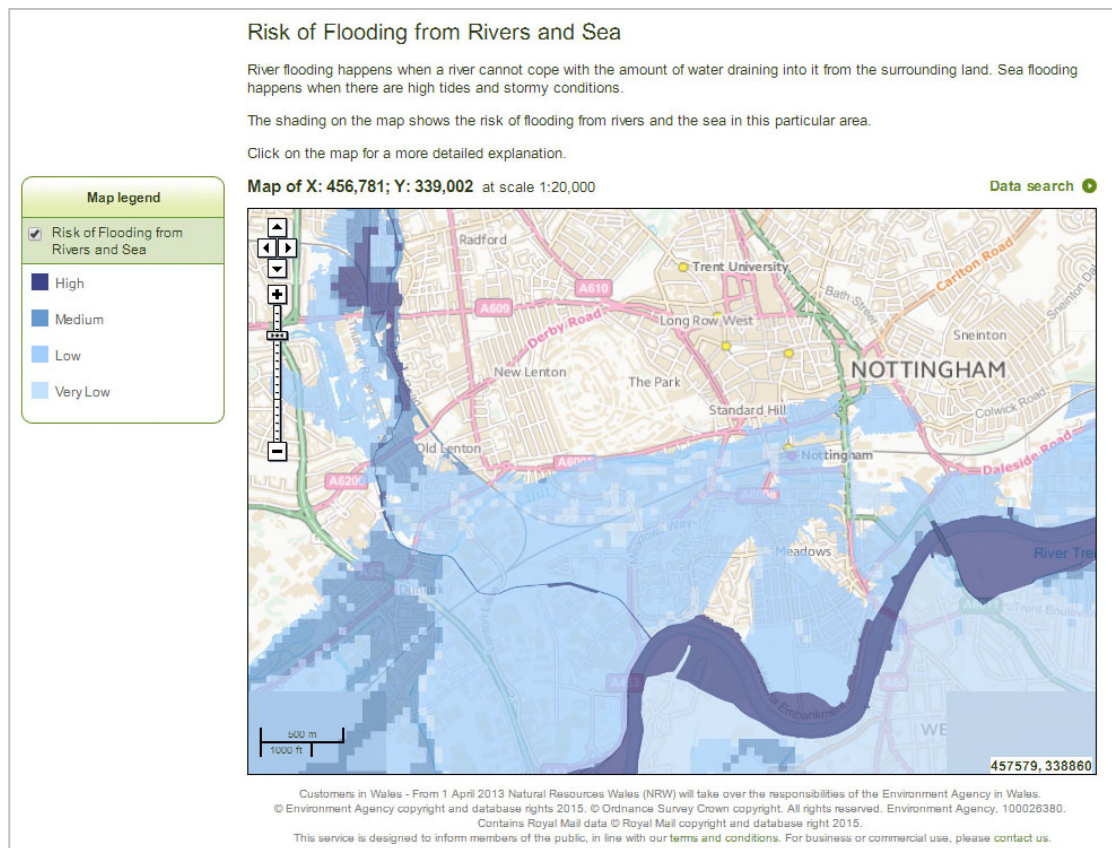 Risk of Flooding from Rivers and Sea
River flooding happens when a river cannot cope with the amount of water draining into it from the surrounding land. Sea flooding
happens when there are high tides and stormy conditions.
The shading on the map shows the risk of flooding from rivers and the sea in this particular area.
Click on the map for a more detailed explanation.
Map of X: 456,781; Y: 339,002 at scale 1:20,000
Data search
Map legend
Risk of Flooding from
Rivers and Sea
High
Medium
Low
Very Low
Radford
Trent University
Carlton Road
A610
Bath Street
Sneinton Da
A609
Derby Road
Long Row West
Sneinton
New Lenton
The Park
NOTTINGHAM
Standard Hill
Colwick Road
Old Lenton
Nottingham
Daleside Road
A6200
Meadows
River Tre
Dunkirk
Trent Boulevar
A60
Embankment
WE
500 m
1000 ft
457579, 338860
Customers in Wales - From 1 April 2013 Natural Resources Wales (NRW) will take over the responsibilities of the Environment Agency in Wales.
© Environment Agency copyright and database rights 2015. © Ordnance Survey Crown copyright. All rights reserved. Environment Agency, 100026380.
Contains Royal Mail data © Royal Mail copyright and database right 2015.
This service is designed to inform members of the public, in line with our terms and conditions. For business or commercial use, please contact us.